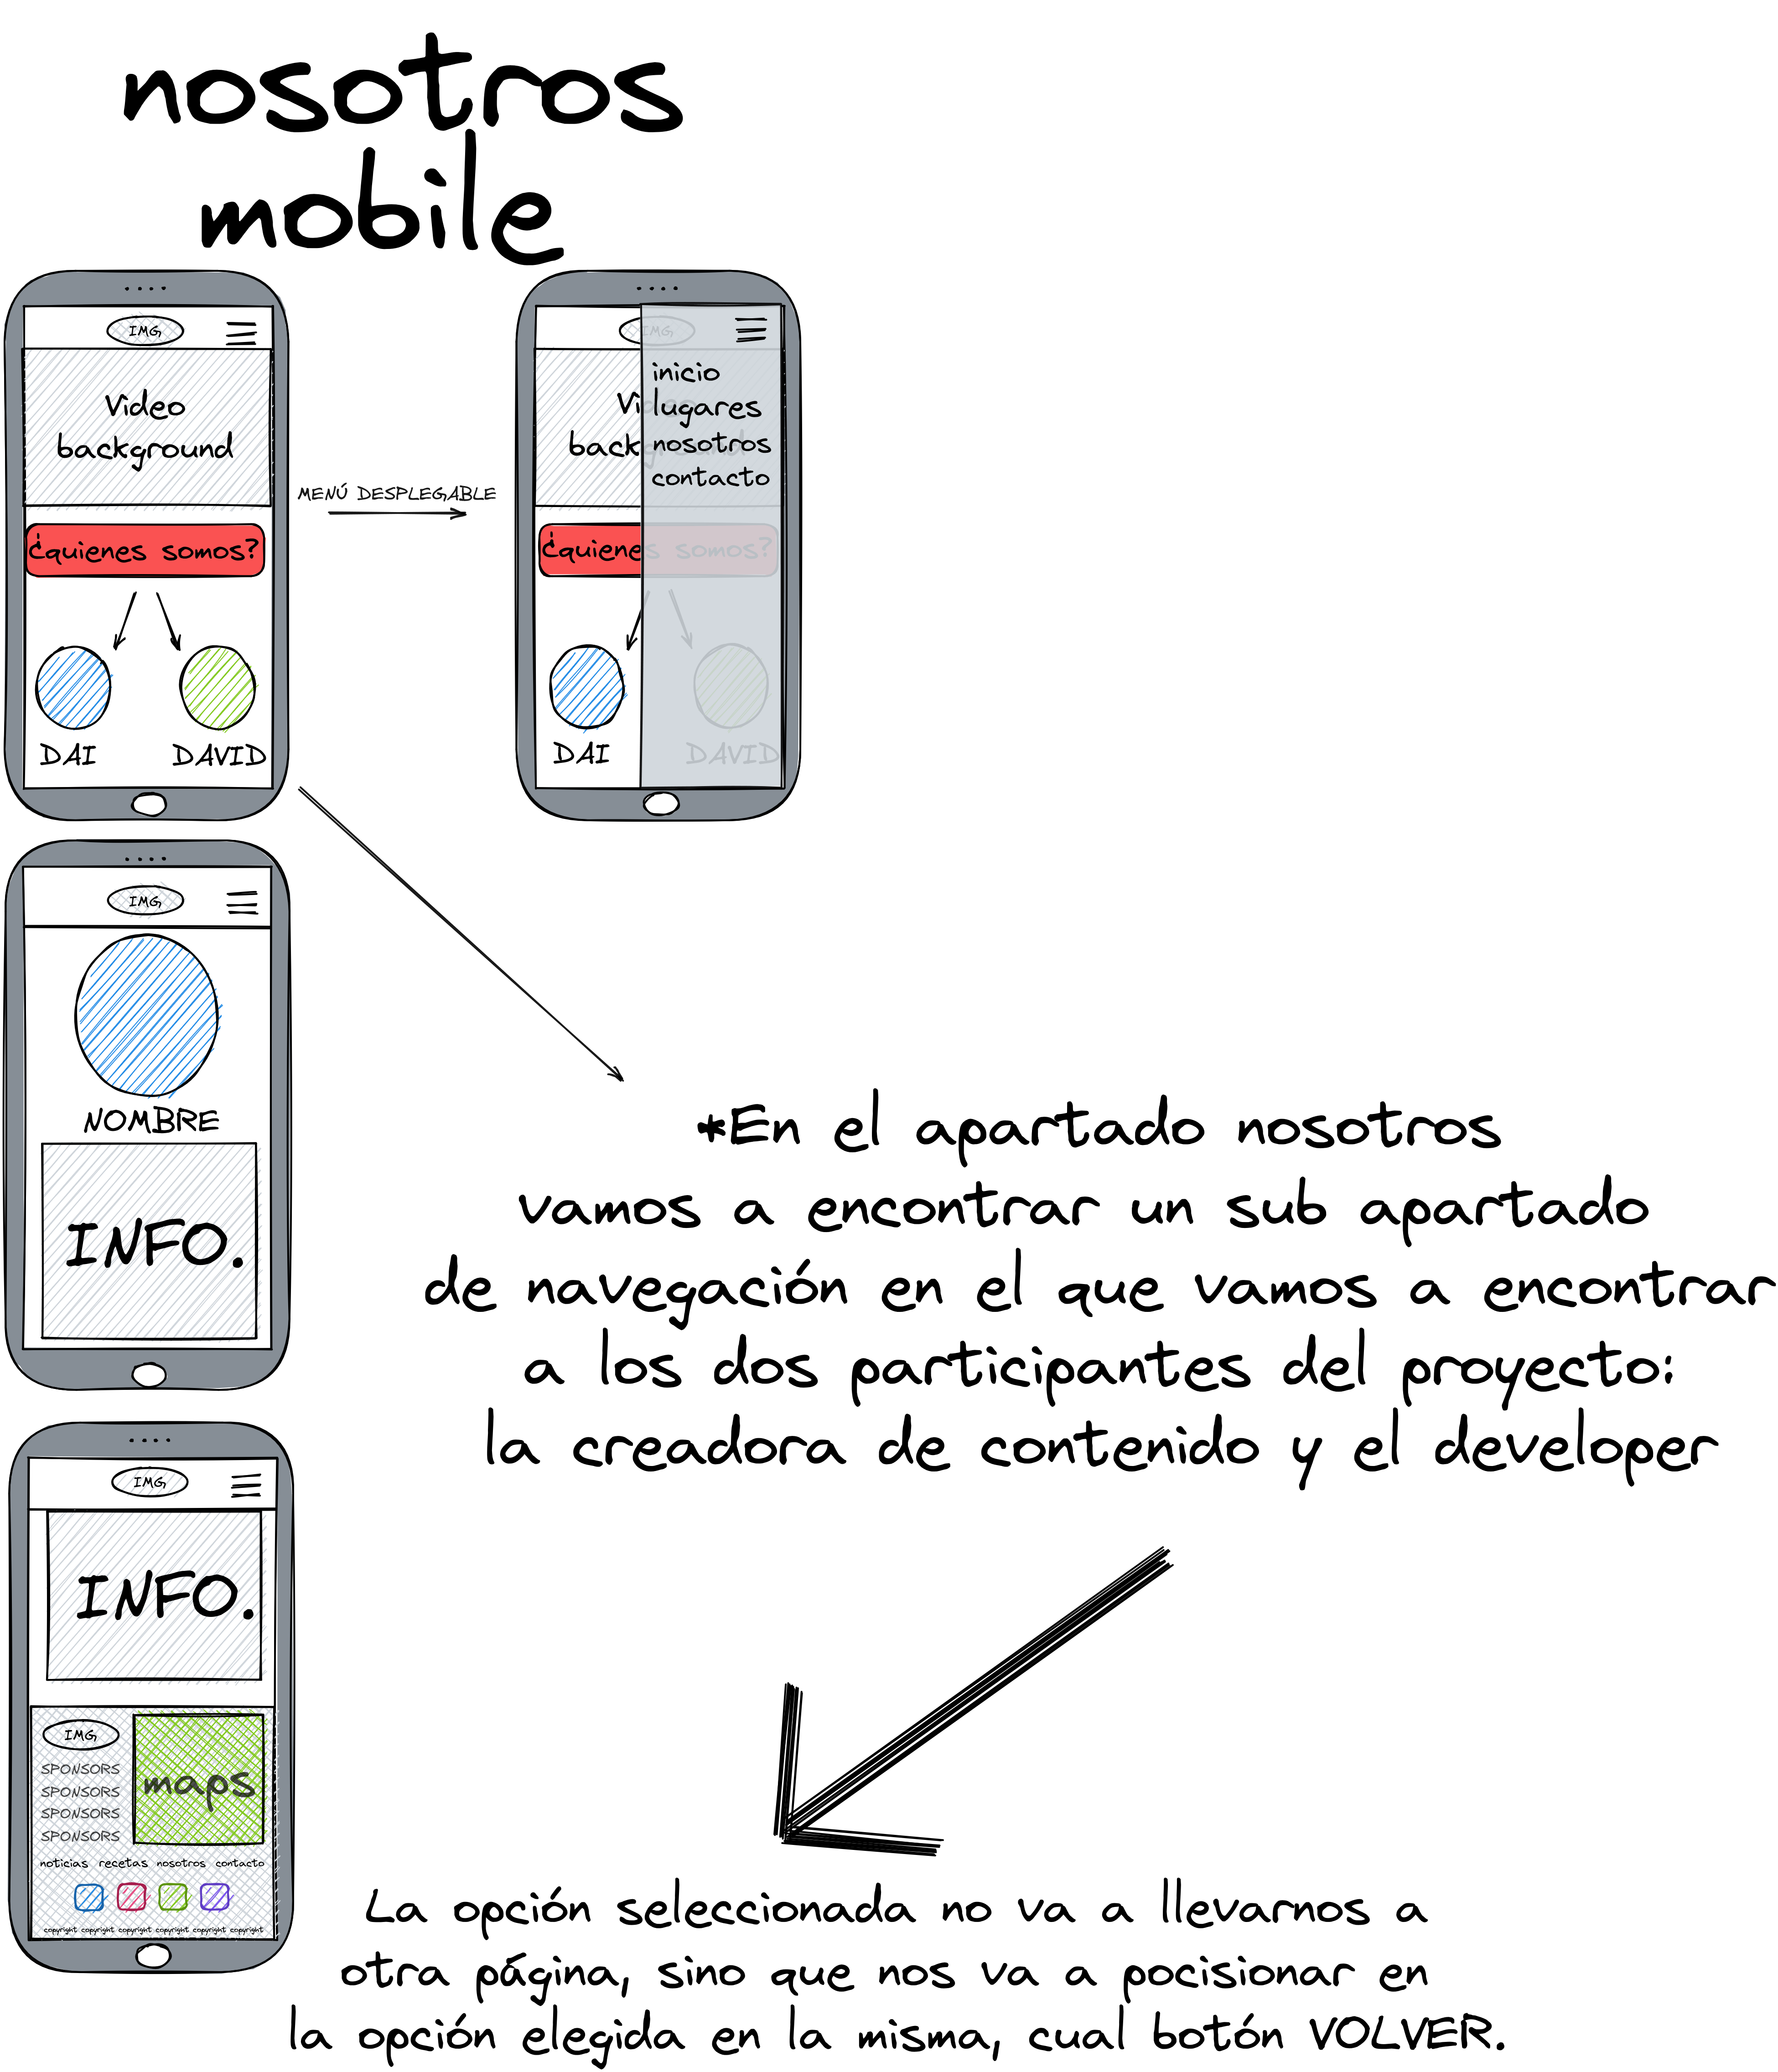 nosotros
mobile
IMG
Video
background
¿quienes somos?
DAI DAVID
MENÚ DESPLEGABLE
IMG
inicio
lugares
nosotros
contacto
Video
background
¿quienes somos?
DAI DAVID
IMG
NOMBRE
INFO.
*En el apartado nosotros
vamos a encontrar un sub apartado
de navegación en el que vamos a encontrar
a los dos participantes del proyecto:
la creadora de contenido y el developer
IMG
INFO.
IMG
SPONSORS
SPONSORS
SPONSORS
SPONSORS
maps
noticias recetas nosotros contacto
copyright copyright copyright copyright copyright copyright
La opción seleccionada no va a llevarnos a
otra página, sino que nos va a pocisionar en
la opción elegida en la misma, cual botón VOLVER.